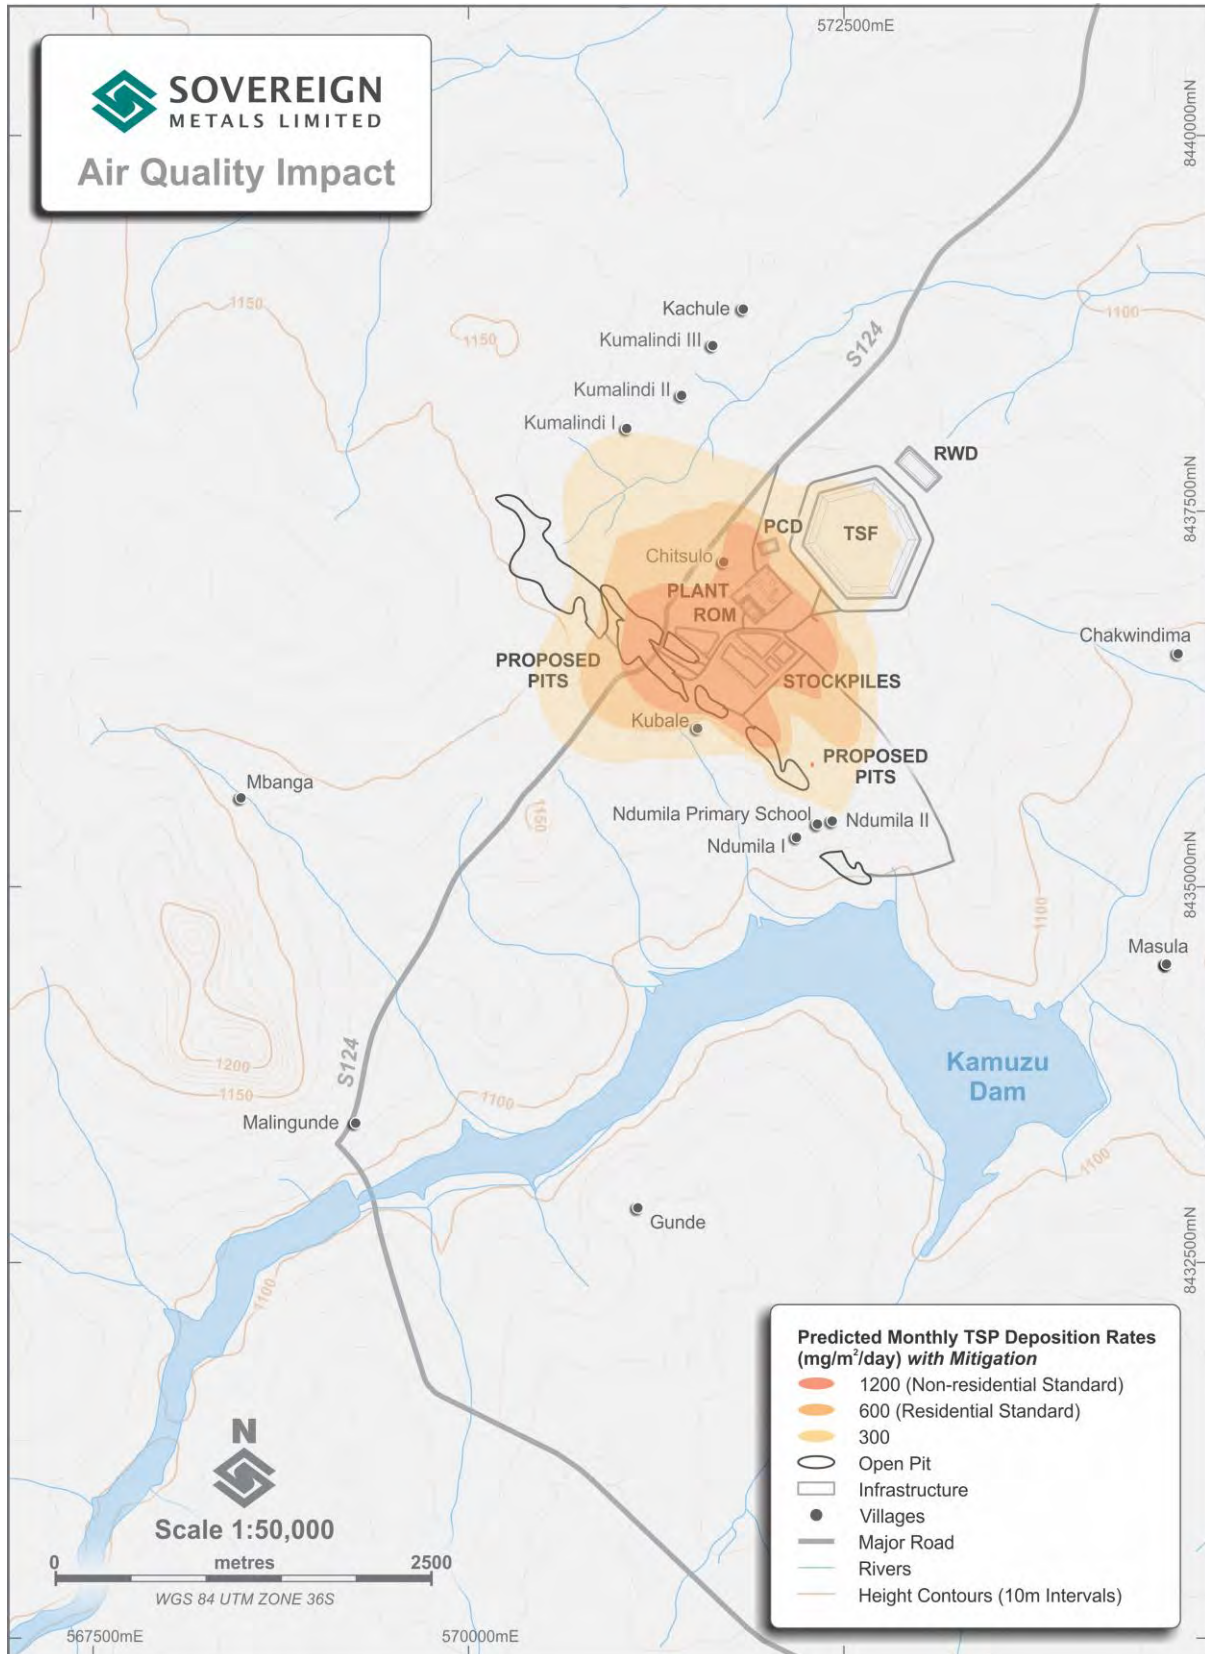 572500mE
SOVEREIGN
METALS LIMITED
Air Quality Impact
8440000mN
1150
1150
1100
Kachule
Kumalindi III
S124
Kumalindi II
Kumalindi I
RWD
8437500mN
PCD
TSF
Chitsulo
PLANT
ROM
Chakwindima
PROPOSED
PITS
STOCKPILES
Kubale
PROPOSED
PITS
Mbanga
1150
Ndumila Primary School
Ndumila II
Ndumila I
8435000mN
1100
Masula
1200
1150
S124
1100
Kamuzu
Dam
Malingunde
1100
Gunde
1100
8432500mN
Predicted Monthly TSP Deposition Rates
(mg/m²/day) with Mitigation
1200 (Non-residential Standard)
600 (Residential Standard)
300
Open Pit
Infrastructure
Villages
Major Road
Rivers
Height Contours (10m Intervals)
N
Scale 1:50,000
0 metres 2500
WGS 84 UTM ZONE 36S
567500mE
570000mE